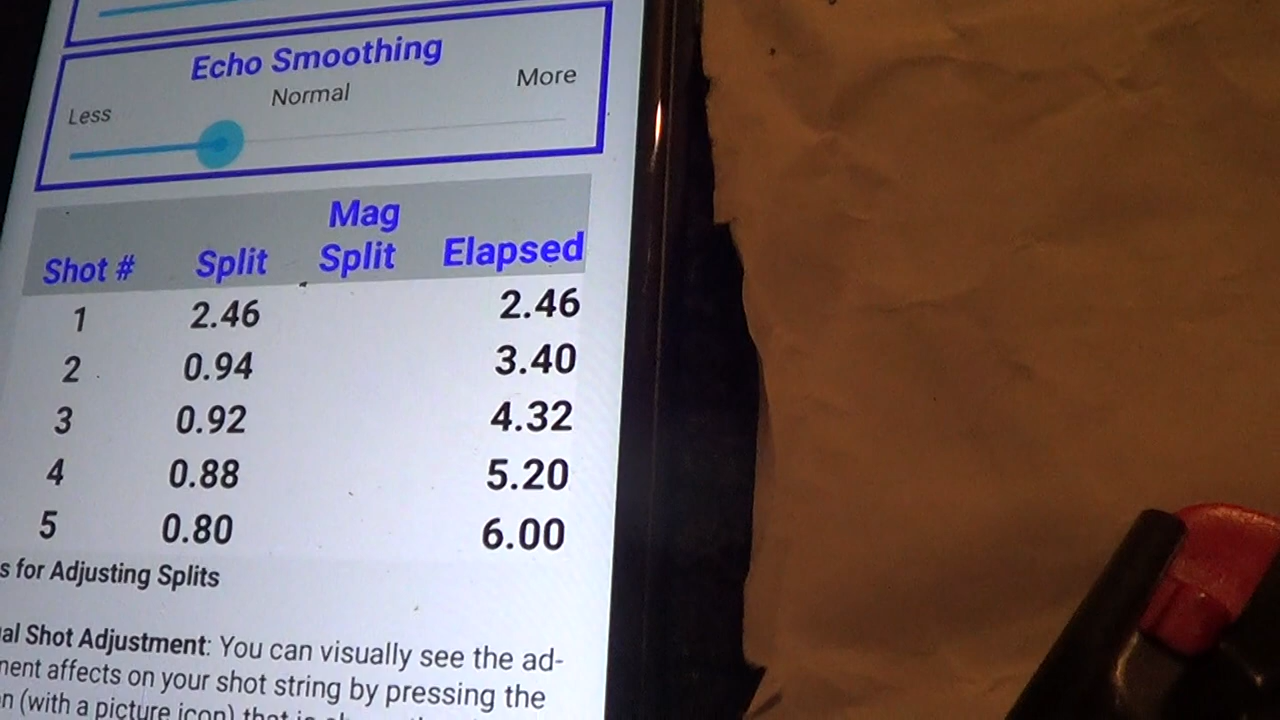 Echo Smoothing
Less Normal More
Mag
Shot # Split Split Elapsed
1 2.46 2.46
2 0.94 3.40
3 0.92 4.32
4 0.88 5.20
5 0.80 6.00
s for Adjusting Splits
al Shot Adjustment: You can visually see the ad-
ment affects on your shot string by pressing the
n (with a picture icon) that is